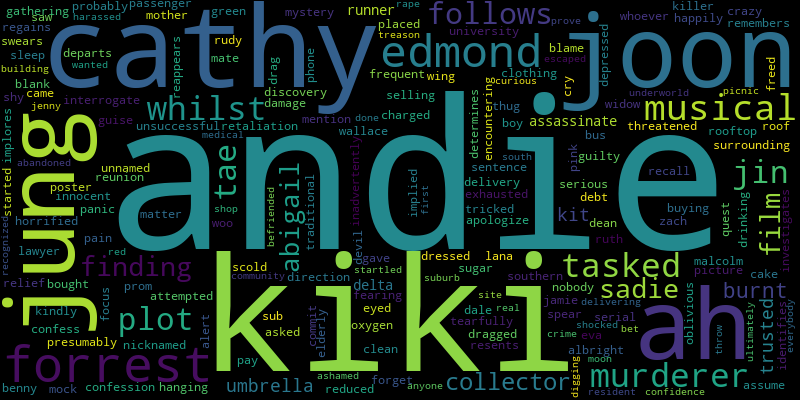 gathering saw probably passenger green mystery runner follows killer crazy
regains harassed mother placed treason university whoever happily remembers prove rape
swears cathy rudy reappears drag phone edmond joon depressed
sleep departs mate frequent wing blame cry freed
building wanted discovery curious clothing escaped underworld picnic
blank came damage selling thug musical
shy jenny interrogate whilst charged boy assassinate widow threatened roof
implores guise unsuccessful retaliation mention wallace determines encountering bus rooftop surrounding
started abandoned medical done south pink guilty
jung unnamed tae andie sentence
poster reunion abigail traditional inadvertently implied first delivery serious recall jin
innocent panic shop befriended exhausted debt buying quest drinking film
horrified matter woo tricked kit dean zach investigates
recognized lawyer pain devil apologize ruth
relief red gave dressed lana tasked malcolm
finding scold startled sugar southern picture cake
bought community direction suburb nobody sadie burnt
focus prom delta site jamie delivering oblivious trusted
kindly attempted alert sub fearing eyed dale real spear serial ah everybody
confess plot kiki commit elderly oxygen tearfully shocked bet
presumably nicknamed asked dragged crime eva throw ultimately identifies
forrest pay clean resents albright modh
benny mock confession hanging umbrella ashamed reduced forget anyone collector digging murderer resident confidence assume